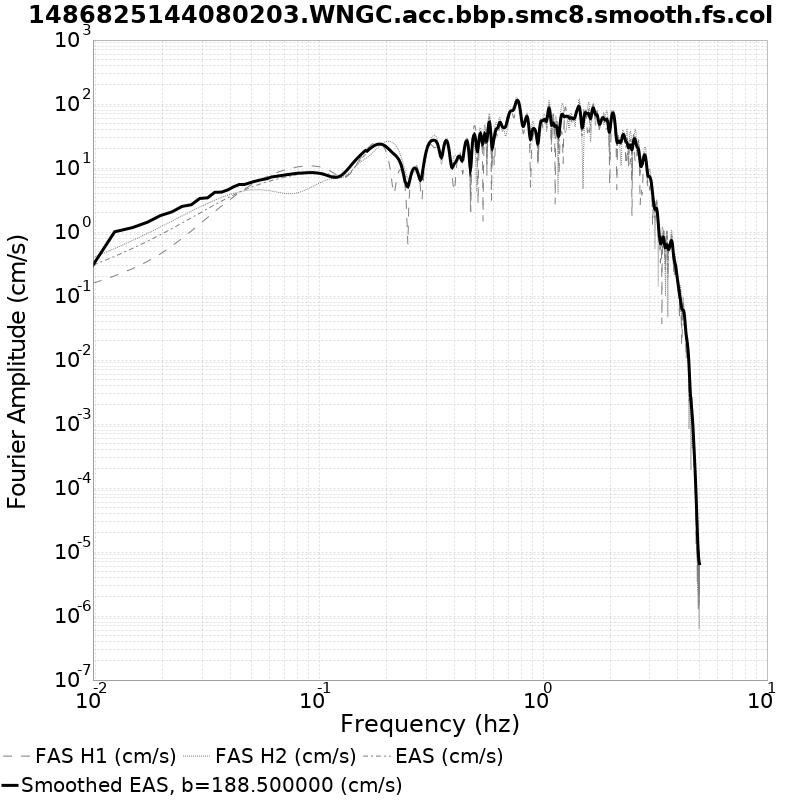 1486825144080203.WNGC.acc.bbp.smc8.smooth.fs.col
10^3
10^2
10^1
10^0
10^-1
10^-2
10^-3
10^-4
10^-5
10^-6
10^-7
Fourier Amplitude (cm/s)
10^-2 10^-1 10^0 10^1
Frequency (hz)
FAS H1 (cm/s) FAS H2 (cm/s) EAS (cm/s)
Smoothed EAS, b=188.500000 (cm/s)